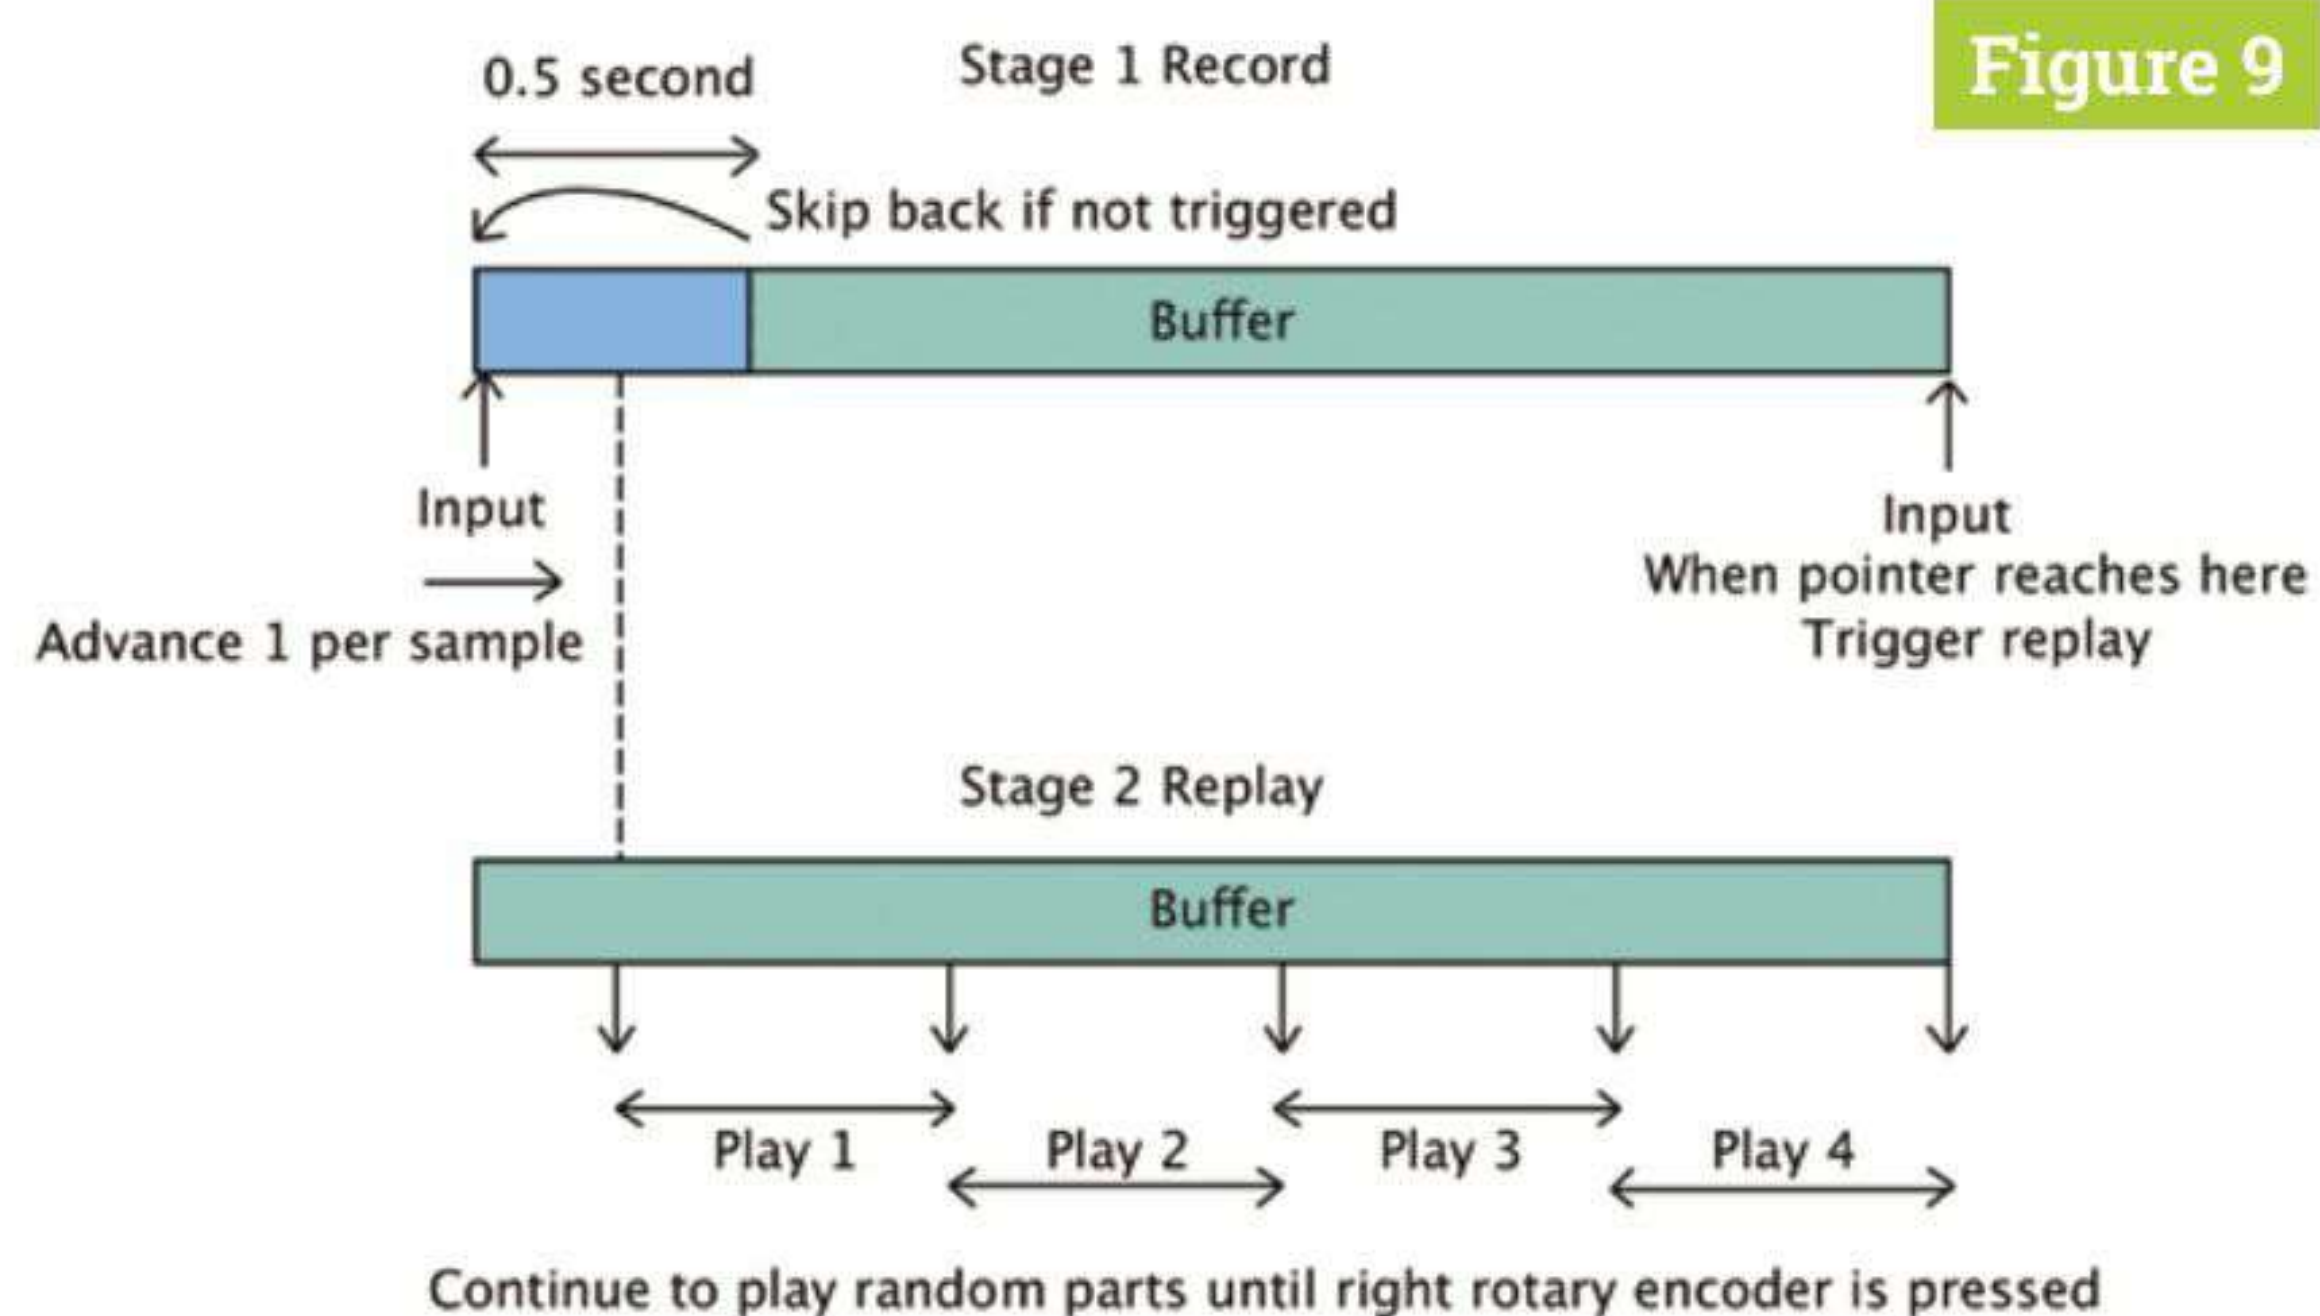 Figure 9
0.5 second
Stage 1 Record
Skip back if not triggered
Buffer
Input
Advance 1 per sample
Input
When pointer reaches here
Trigger replay
Stage 2 Replay
Buffer
Play 1
Play 2
Play 3
Play 4
Continue to play random parts until right rotary encoder is pressed